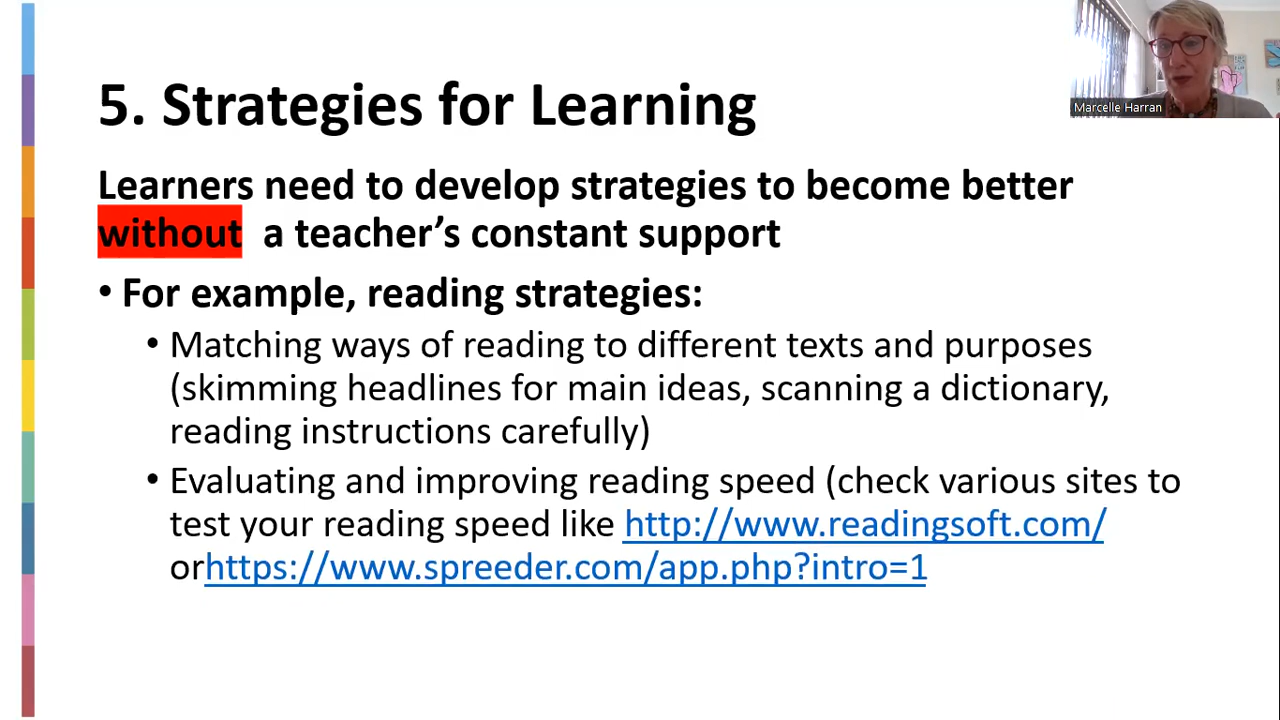 5. Strategies for Learning
Marcelle Harran
Learners need to develop strategies to become better
without a teacher’s constant support
• For example, reading strategies:
• Matching ways of reading to different texts and purposes
(skimming headlines for main ideas, scanning a dictionary,
reading instructions carefully)
• Evaluating and improving reading speed (check various sites to
test your reading speed like http://www.readingsoft.com/
orhttps://www.spreeder.com/app.php?intro=1